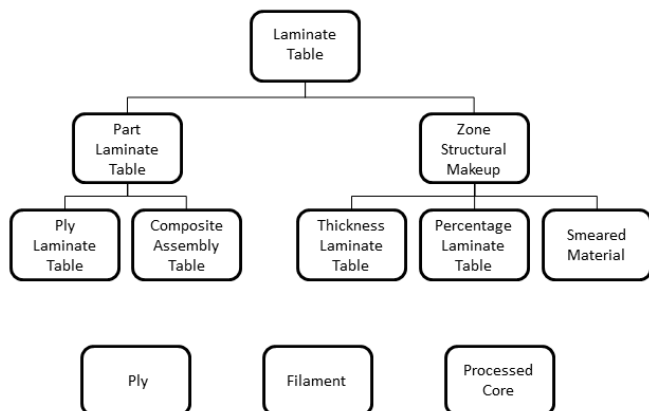 Laminate
Table
Part
Laminate
Table
Zone
Structural
Makeup
Ply
Laminate
Table
Composite
Assembly
Table
Thickness
Laminate
Table
Percentage
Laminate
Table
Smeared
Material
Ply
Filament
Processed
Core